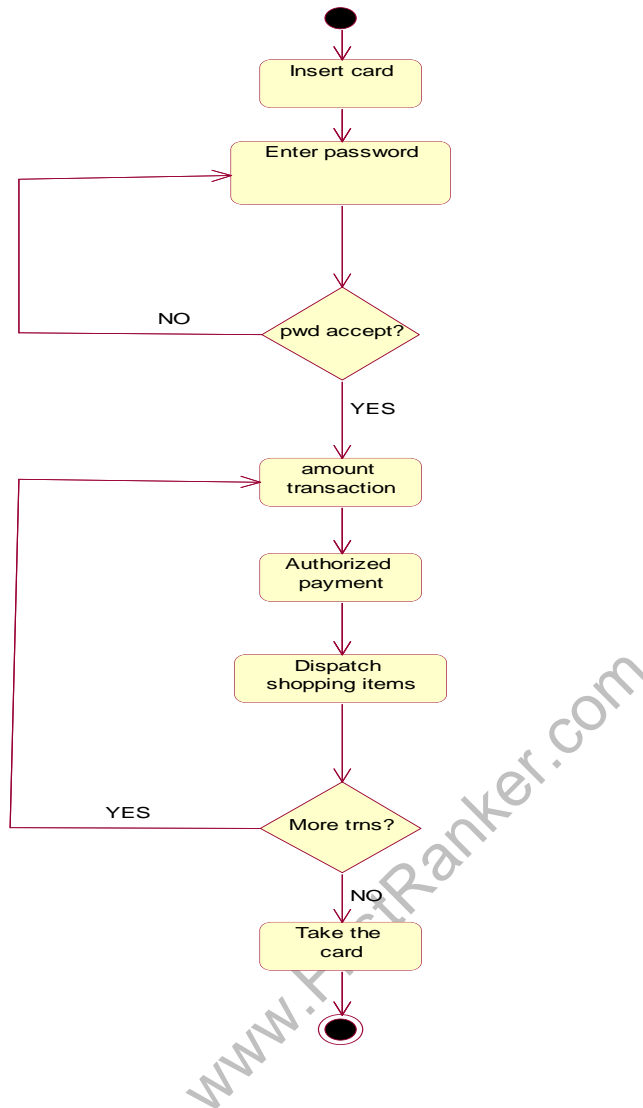 Insert card
Enter password
NO
pwd accept?
YES
amount
transaction
Authorized
payment
Dispatch
shopping items
YES
More trns?
NO
Take the
card
www.FirstRanker.com